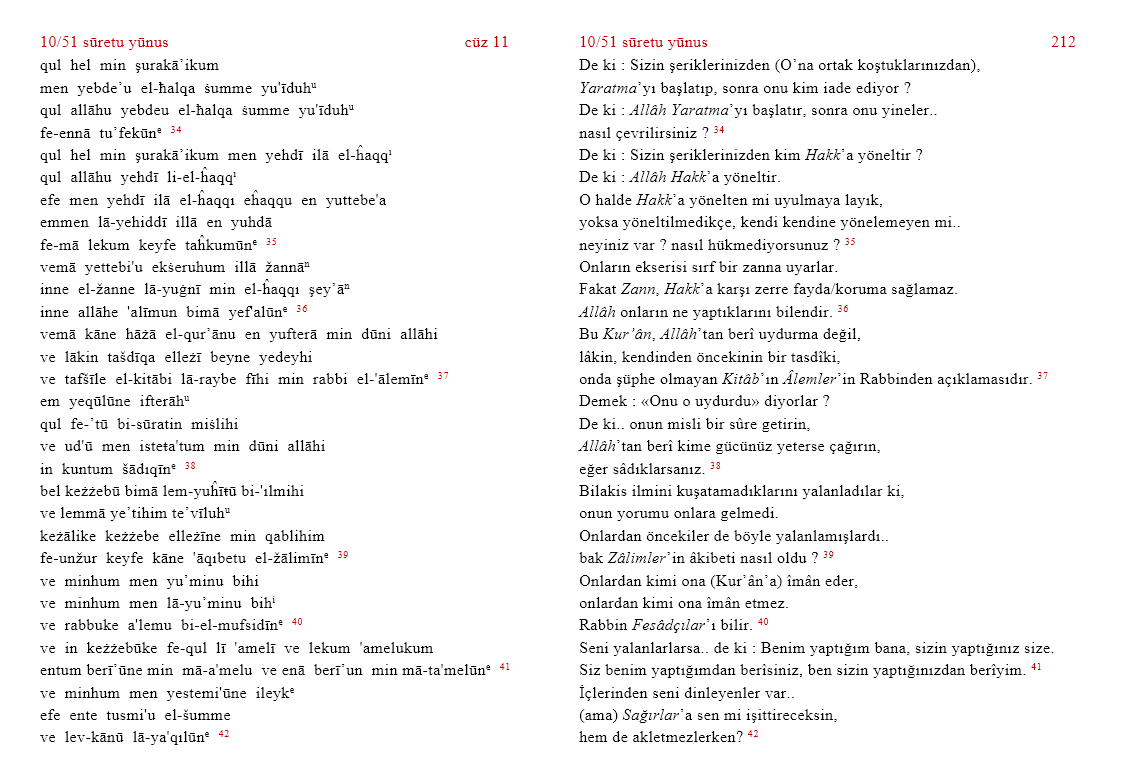 10/51 sūretu yūnus cüz 11
qul hel min şurakā’ikum
men yebde’u el-ħalqa ŝumme yu'īduhᵘ
qul allāhu yebdeu el-ħalqa ŝumme yu'īduhᵘ
fe-ennā tu’fekūnᵉ 34
qul hel min şurakā’ikum men yehdī ilā el-ĥaqqᶦ
qul allāhu yehdī li-el-ĥaqqᶦ
efe men yehdī ilā el-ĥaqqı eĥaqqu en yuttebe'a
emmen lā-yehiddī illā en yuhdā
fe-mā lekum keyfe taĥkumūnᵉ 35
vemā yettebi'u ekŝeruhum illā žannāⁿ
inne el-žanne lā-yuġnī min el-ĥaqqı şey’āⁿ
inne allāhe 'alīmun bimā yef'alūnᵉ 36
vemā kāne hāżā el-qur’ānu en yufterā min dūni allāhi
ve lākin tašdīqa elleżī beyne yedeyhi
ve tafšīle el-kitābi lā-raybe fīhi min rabbi el-'ālemīnᵉ 37
em yeqūlūne ifterāhᵘ
qul fe-’tū bi-sūratin miŝlihi
ve ud'ū men isteŧa'tum min dūni allāhi
in kuntum šādıqīnᵉ 38
bel keżżebū bimā lem-yuĥīŧū bi-'ılmihi
ve lemmā ye’tihim te’vīluhᵘ
keżālike keżżebe elleżīne min qablihim
fe-unžur keyfe kāne 'āqıbetu el-žālimīnᵉ 39
ve minhum men yu’minu bihi
ve minhum men lā-yu’minu bihⁱ
ve rabbuke a'lemu bi-el-mufsidīnᵉ 40
ve in keżżebūke fe-qul lī 'amelī ve lekum 'amelukum
entum berī’ūne min mā-a'melu ve enā berī’un min mā-ta'melūnᵉ 41
ve minhum men yestemi'ūne ileykᵉ
efe ente tusmi'u el-šumme
ve lev-kānū lā-ya'qılūnᵉ 42
10/51 sūretu yūnus 212
De ki : Sizin şeriklerinizden (O’na ortak koştuklarınızdan),
Yaratma’yı başlatıp, sonra onu kim iade ediyor ?
De ki : Allâh Yaratma’yı başlatır, sonra onu yineler..
nasıl çevrilirsiniz ? 34
De ki : Sizin şeriklerinizden kim Hakk’a yöneltir ?
De ki : Allâh Hakk’a yöneltir.
O halde Hakk’a yönelten mi uyulmaya layık,
yoksa yöneltilmedikçe, kendi kendine yönelemeyen mi..
neyiniz var ? nasıl hükmediyorsunuz ? 35
Onların ekserisi sırf bir zanna uyarlar.
Fakat Zann, Hakk’a karşı zerre fayda/koruma sağlamaz.
Allâh onların ne yaptıklarını bilendir. 36
Bu Kur’ân, Allâh’tan berî uydurma değil,
lâkin, kendinden öncekinin bir tasdîki,
onda şüphe olmayan Kitâb’ın Âlemler’in Rabbinden açıklamasıdır. 37
Demek : «Onu o uydurdu» diyorlar ?
De ki.. onun misli bir sûre getirin,
Allâh’tan berî kime gücünüz yeterse çağırın,
eğer sâdıklarsanız. 38
Bilakis ilmini kuşatamadıklarını yalanladılar ki,
onun yorumu onlara gelmedi.
Onlardan öncekiler de böyle yalanlamışlardı..
bak Zâlimler’in âkibeti nasıl oldu ? 39
Onlardan kimi ona (Kur’ân’a) îmân eder,
onlardan kimi ona îmân etmez.
Rabbin Fesâdçılar’ı bilir. 40
Seni yalanlarlarsa.. de ki : Benim yaptığım bana, sizin yaptığınız size.
Siz benim yaptığımdan berîsiniz, ben sizin yaptığınızdan berîyim. 41
İçlerinden seni dinleyenler var..
(ama) Sağırlar’a sen mi işittireceksin,
hem de akletmezlerken? 42